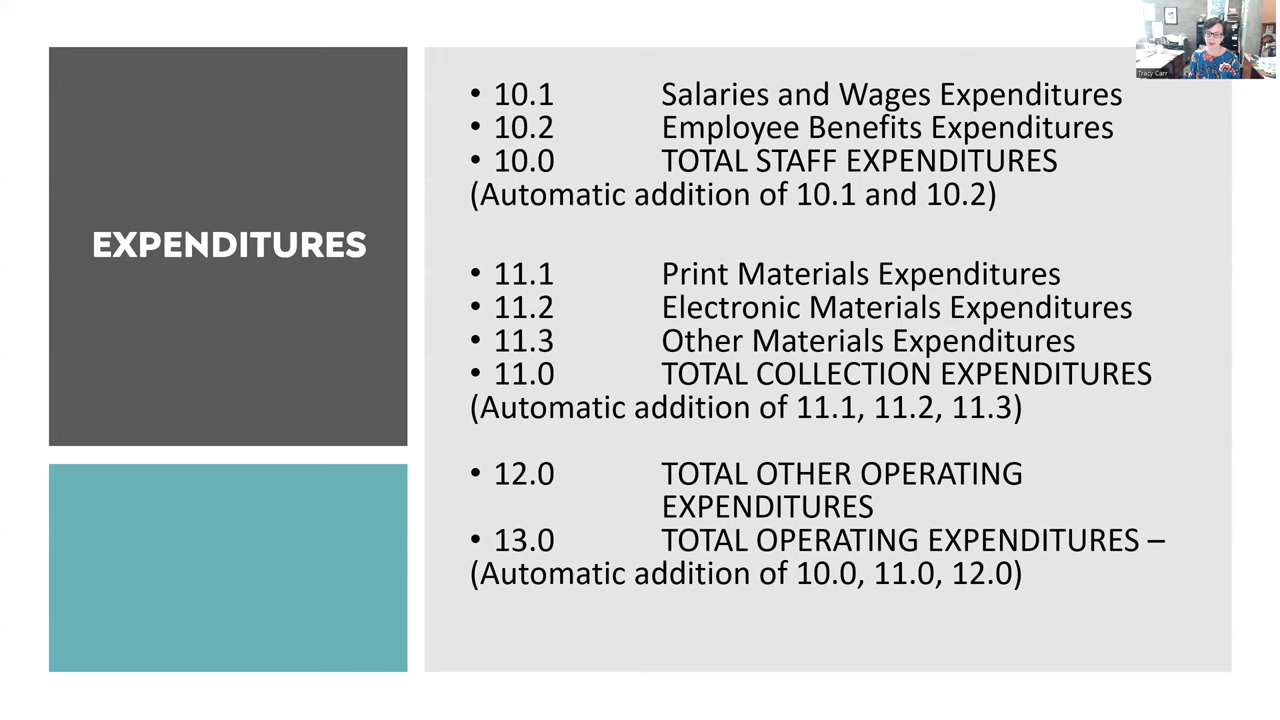 EXPENDITURES
• 10.1 Salaries and Wages Expenditures
• 10.2 Employee Benefits Expenditures
• 10.0 TOTAL STAFF EXPENDITURES
(Automatic addition of 10.1 and 10.2)
• 11.1 Print Materials Expenditures
• 11.2 Electronic Materials Expenditures
• 11.3 Other Materials Expenditures
• 11.0 TOTAL COLLECTION EXPENDITURES
(Automatic addition of 11.1, 11.2, 11.3)
• 12.0 TOTAL OTHER OPERATING
EXPENDITURES
• 13.0 TOTAL OPERATING EXPENDITURES –
(Automatic addition of 10.0, 11.0, 12.0)
Tracy Carr